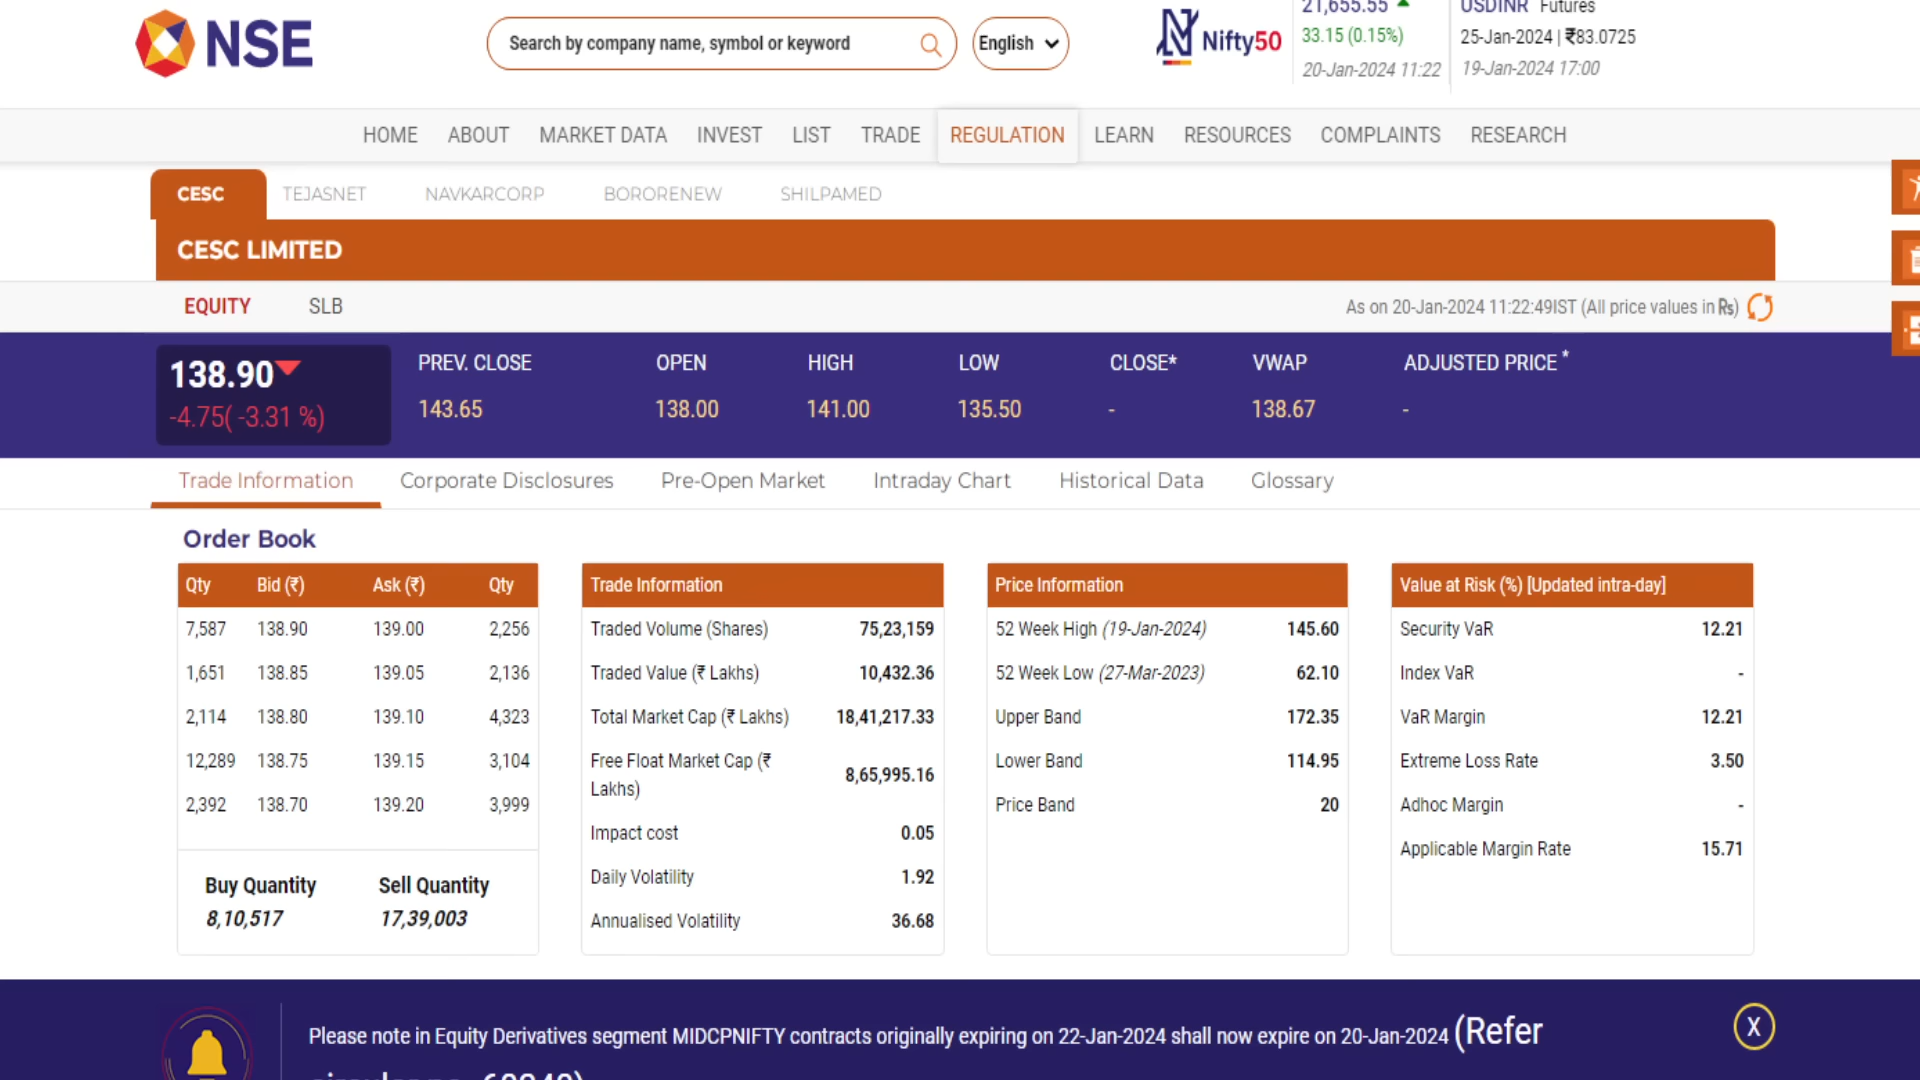 NSE
Search by company name, symbol or keyword
English
Nifty50
21,655.55
33.15 (0.15%)
20-Jan-2024 11:22
USDINR Futures
25-Jan-2024 | ₹83.0725
19-Jan-2024 17:00
HOME ABOUT MARKET DATA INVEST LIST TRADE REGULATION LEARN RESOURCES COMPLAINTS RESEARCH
CESC TEJASNET NAVKARCORP BORORENEW SHILPAMED
CESC LIMITED
EQUITY SLB
As on 20-Jan-2024 11:22:49IST (All price values in ₨)
138.90
-4.75( -3.31 %)
PREV. CLOSE OPEN HIGH LOW CLOSE* VWAP ADJUSTED PRICE *
143.65 138.00 141.00 135.50 - 138.67 -
Trade Information Corporate Disclosures Pre-Open Market Intraday Chart Historical Data Glossary
Order Book
Qty Bid (₹) Ask (₹) Qty
7,587 138.90 139.00 2,256
1,651 138.85 139.05 2,136
2,114 138.80 139.10 4,323
12,289 138.75 139.15 3,104
2,392 138.70 139.20 3,999
Buy Quantity Sell Quantity
8,10,517 17,39,003
Trade Information
Traded Volume (Shares) 75,23,159
Traded Value (₹ Lakhs) 10,432.36
Total Market Cap (₹ Lakhs) 18,41,217.33
Free Float Market Cap (₹
Lakhs) 8,65,995.16
Impact cost 0.05
Daily Volatility 1.92
Annualised Volatility 36.68
Price Information
52 Week High (19-Jan-2024) 145.60
52 Week Low (27-Mar-2023) 62.10
Upper Band 172.35
Lower Band 114.95
Price Band 20
Value at Risk (%) [Updated intra-day]
Security VaR 12.21
Index VaR -
VaR Margin 12.21
Extreme Loss Rate 3.50
Adhoc Margin -
Applicable Margin Rate 15.71
Please note in Equity Derivatives segment MIDCPNIFTY contracts originally expiring on 22-Jan-2024 shall now expire on 20-Jan-2024 (Refer
X